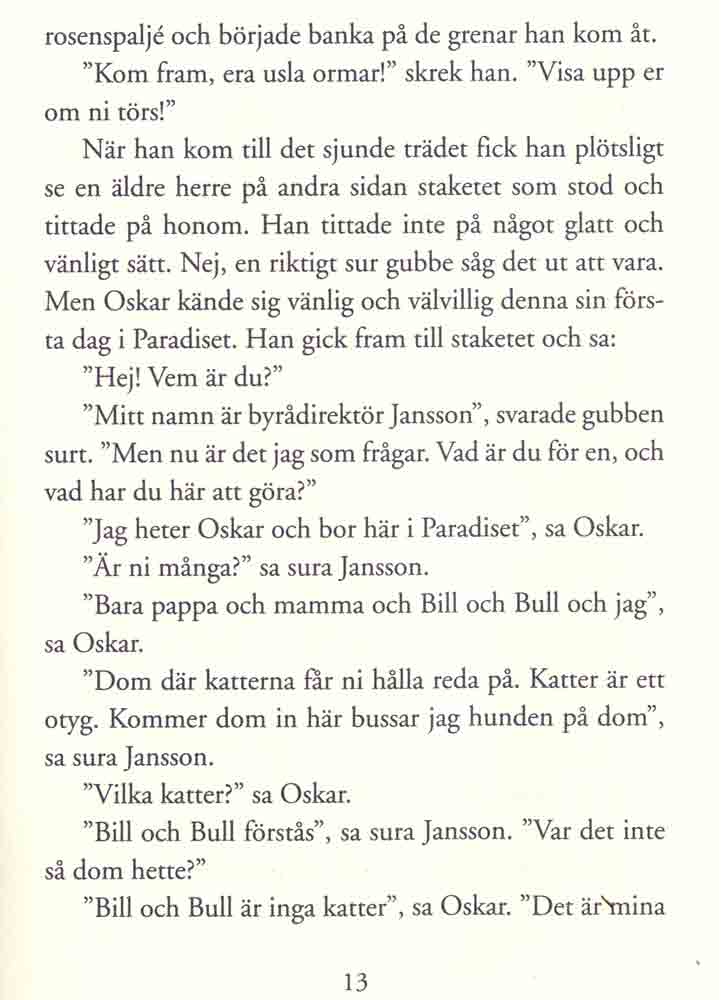 rosenspaljé och började banka på de grenar han kom åt.
”Kom fram, era usla ormar!” skrek han. ”Visa upp er
om ni törs!”
När han kom till det sjunde trädet fick han plötsligt
se en äldre herre på andra sidan staketet som stod och
tittade på honom. Han tittade inte på något glatt och
vänligt sätt. Nej, en riktigt sur gubbe såg det ut att vara.
Men Oskar kände sig vänlig och välvillig denna sin förs-
ta dag i Paradiset. Han gick fram till staketet och sa:
”Hej! Vem är du?”
”Mitt namn är byrådirektör Jansson”, svarade gubben
surt. ”Men nu är det jag som frågar. Vad är du för en, och
vad har du här att göra?”
”Jag heter Oskar och bor här i Paradiset”, sa Oskar.
”Är ni många?” sa sura Jansson.
”Bara pappa och mamma och Bill och Bull och jag”,
sa Oskar.
”Dom där katterna får ni hålla reda på. Katter är ett
otyg. Kommer dom in här bussar jag hunden på dom”,
sa sura Jansson.
”Vilka katter?” sa Oskar.
”Bill och Bull förstås”, sa sura Jansson. ”Var det inte
så dom hette?”
”Bill och Bull är inga katter”, sa Oskar. ”Det är mina
13